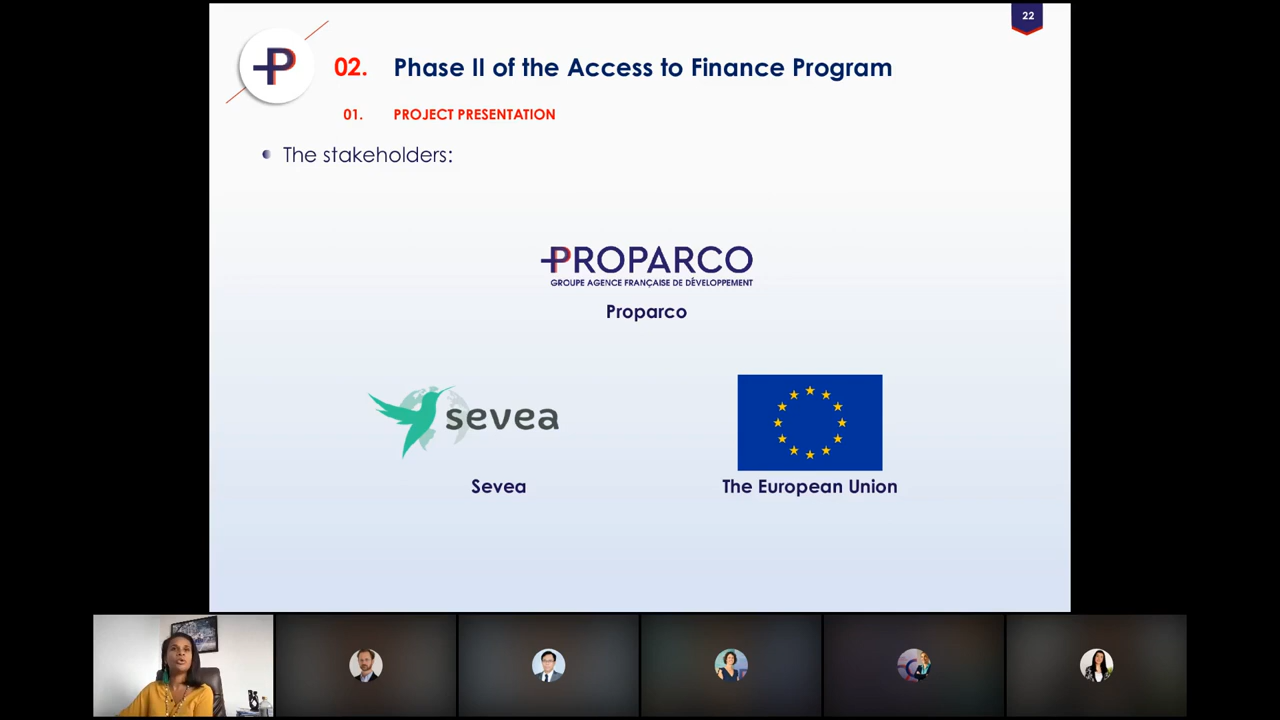 22
02. Phase II of the Access to Finance Program
01. PROJECT PRESENTATION
The stakeholders:
PROPARCO
GROUPE AGENCE FRANÇAISE DE DÉVELOPPEMENT
Proparco
sevea
Sevea
The European Union